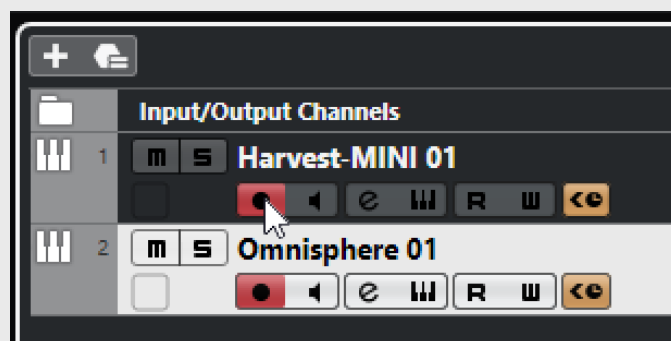 Input/Output Channels
1 m s Harvest-MINI 01
e R W
2 m s Omnisphere 01
e R W